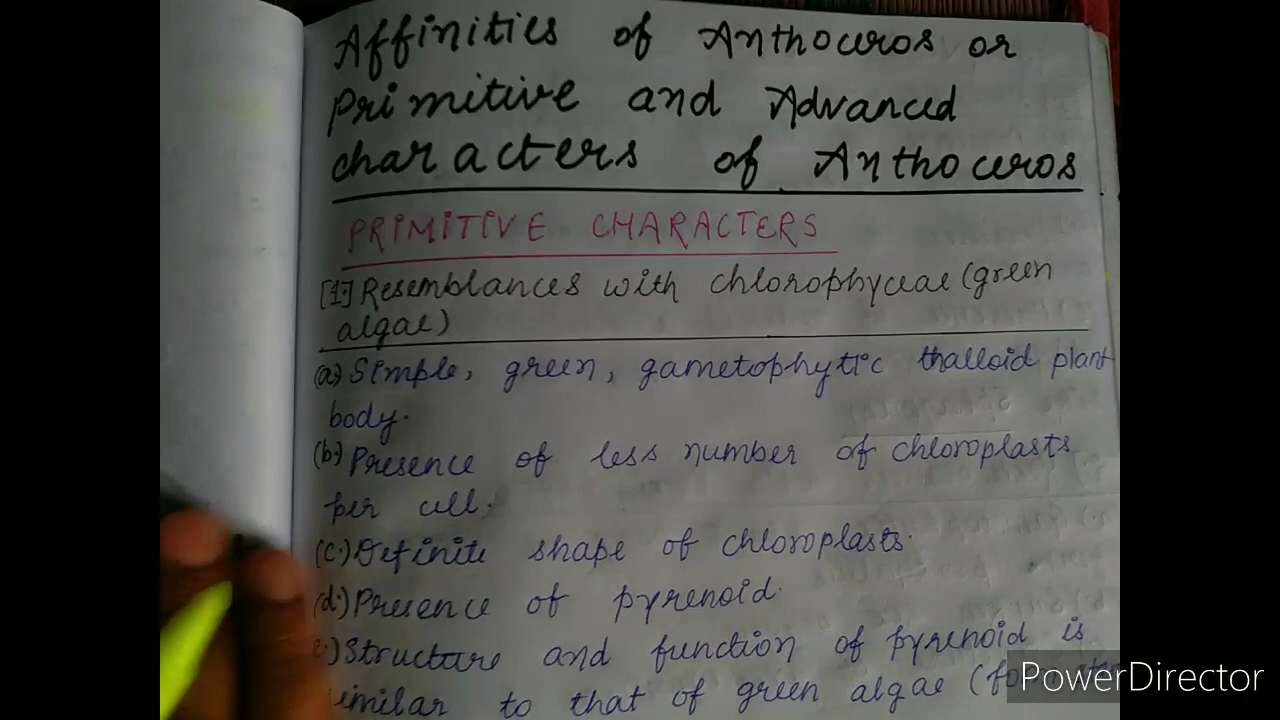 Affinities of Anthoceros or
Primitive and Advanced
characters of Anthoceros
PRIMITIVE CHARACTERS
[1.] Resemblances with chlorophyceae (green
algae)
(a) Simple, green, gametophytic thalloid plant
body.
(b) Presence of less number of chloroplasts
per cell.
(c.) Definite shape of chloroplasts.
(d.) Presence of pyrenoid.
Structure and function of pyrenoid is
similar to that of green algae
PowerDirector